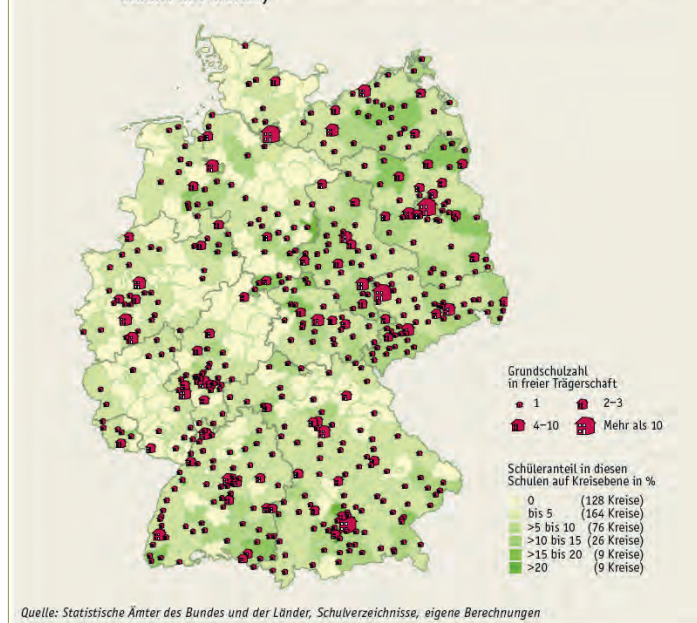 Grundschulzahl
in freier Trägerschaft
1
2–3
4–10
Mehr als 10
Schüleranteil in diesen
Schulen auf Kreisebene in %
0 (128 Kreise)
bis 5 (164 Kreise)
>5 bis 10 (76 Kreise)
>10 bis 15 (26 Kreise)
>15 bis 20 (9 Kreise)
>20 (9 Kreise)
Quelle: Statistische Ämter des Bundes und der Länder, Schulverzeichnisse, eigene Berechnungen